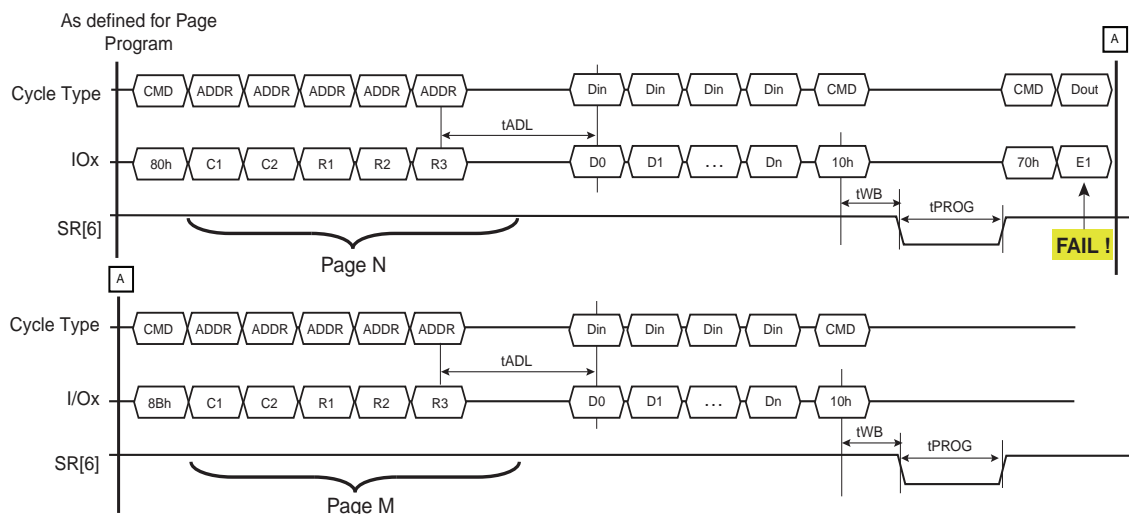 As defined for Page
Program
A
Cycle Type CMD ADDR ADDR ADDR ADDR ADDR Din Din Din Din CMD CMD Dout
tADL
IOx 80h C1 C2 R1 R2 R3 D0 D1 . . . Dn 10h 70h E1
tWB tPROG
SR[6]
FAIL !
Page N
A
Cycle Type CMD ADDR ADDR ADDR ADDR ADDR Din Din Din Din CMD
tADL
I/Ox 8Bh C1 C2 R1 R2 R3 D0 D1 . . . Dn 10h
tWB tPROG
SR[6]
Page M